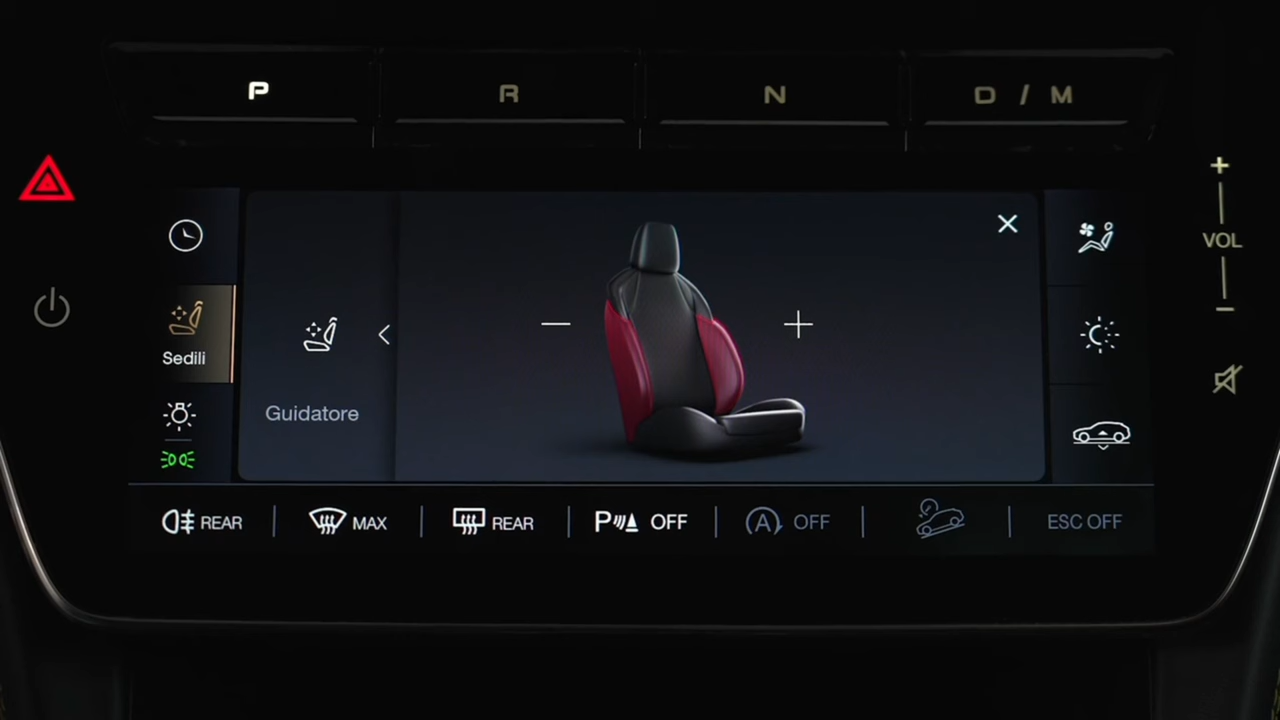 P R N D / M
+
VOL
−
Sedili
Guidatore
REAR MAX REAR P OFF A OFF ESC OFF